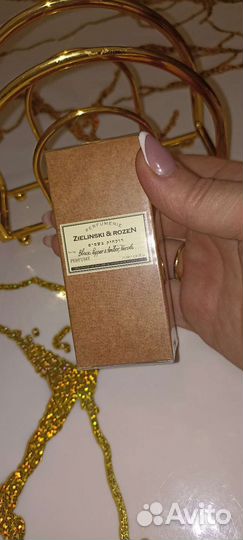 PERFUMERIE
ZIELINSKI & ROZEN
Black Pepper & Amber, Neroli
PERFUME
Avito